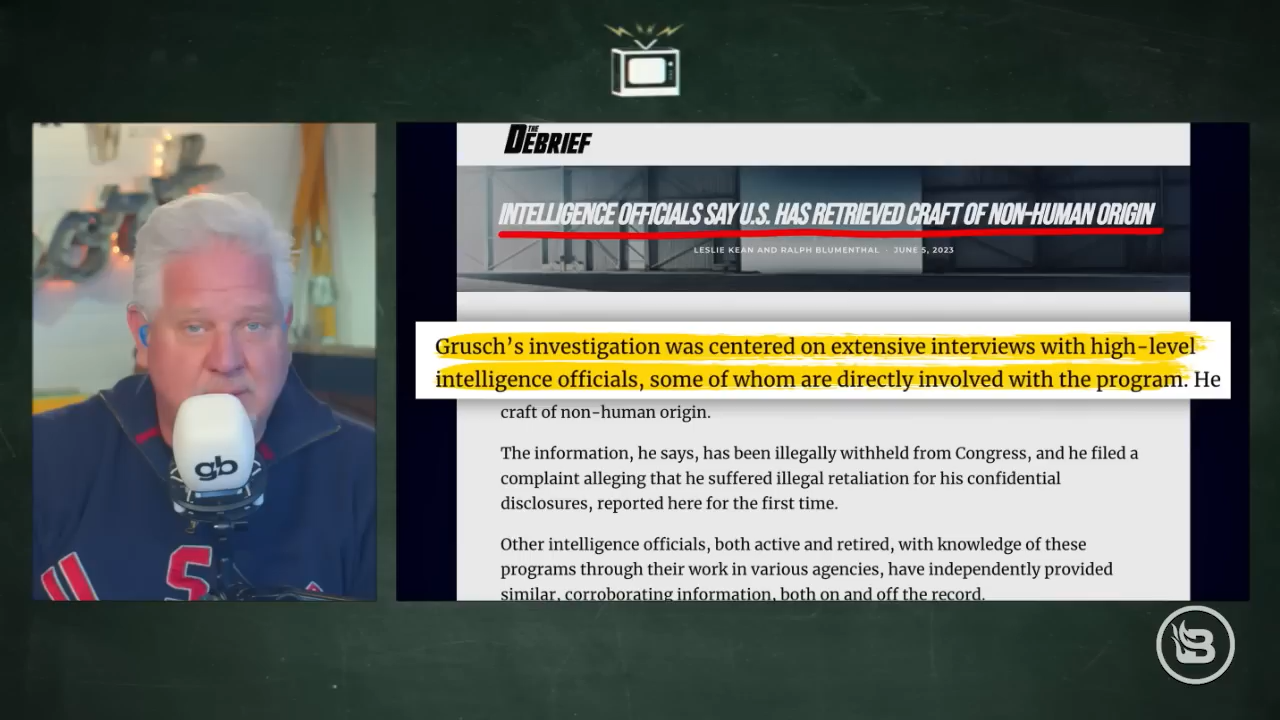 THE
DEBRIEF
INTELLIGENCE OFFICIALS SAY U.S. HAS RETRIEVED CRAFT OF NON-HUMAN ORIGIN
LESLIE KEAN AND RALPH BLUMENTHAL · JUNE 5, 2023
Grusch’s investigation was centered on extensive interviews with high-level
intelligence officials, some of whom are directly involved with the program. He
craft of non-human origin.
The information, he says, has been illegally withheld from Congress, and he filed a
complaint alleging that he suffered illegal retaliation for his confidential
disclosures, reported here for the first time.
Other intelligence officials, both active and retired, with knowledge of these
programs through their work in various agencies, have independently provided
similar, corroborating information, both on and off the record.
gb
5
B